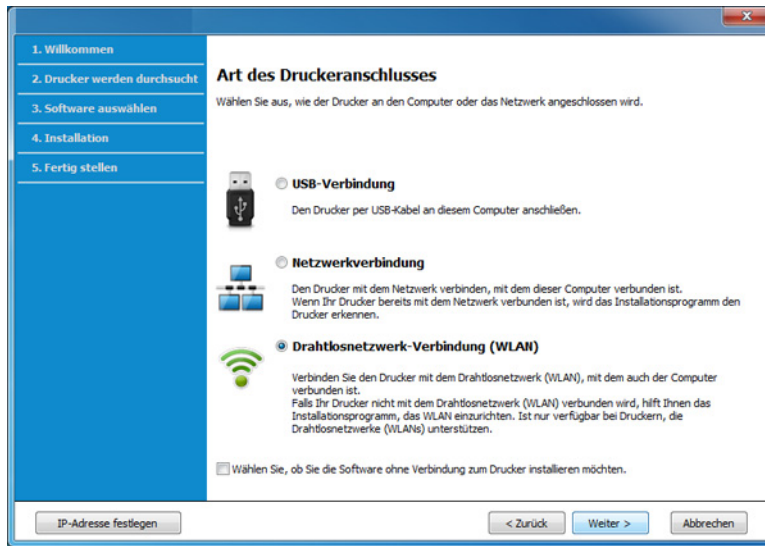 1. Willkommen
2. Drucker werden durchsucht
3. Software auswählen
4. Installation
5. Fertig stellen
Art des Druckeranschlusses
Wählen Sie aus, wie der Drucker an den Computer oder das Netzwerk angeschlossen wird.
USB-Verbindung
Den Drucker per USB-Kabel an diesem Computer anschließen.
Netzwerkverbindung
Den Drucker mit dem Netzwerk verbinden, mit dem dieser Computer verbunden ist.
Wenn Ihr Drucker bereits mit dem Netzwerk verbunden ist, wird das Installationsprogramm den
Drucker erkennen.
Drahtlosnetzwerk-Verbindung (WLAN)
Verbinden Sie den Drucker mit dem Drahtlosnetzwerk (WLAN), mit dem auch der Computer
verbunden ist.
Falls Ihr Drucker nicht mit dem Drahtlosnetzwerk (WLAN) verbunden wird, hilft Ihnen das
Installationsprogramm, das WLAN einzurichten. Ist nur verfügbar bei Druckern, die
Drahtlosnetzwerke (WLANs) unterstützen.
Wählen Sie, ob Sie die Software ohne Verbindung zum Drucker installieren möchten.
IP-Adresse festlegen
< Zurück
Weiter >
Abbrechen